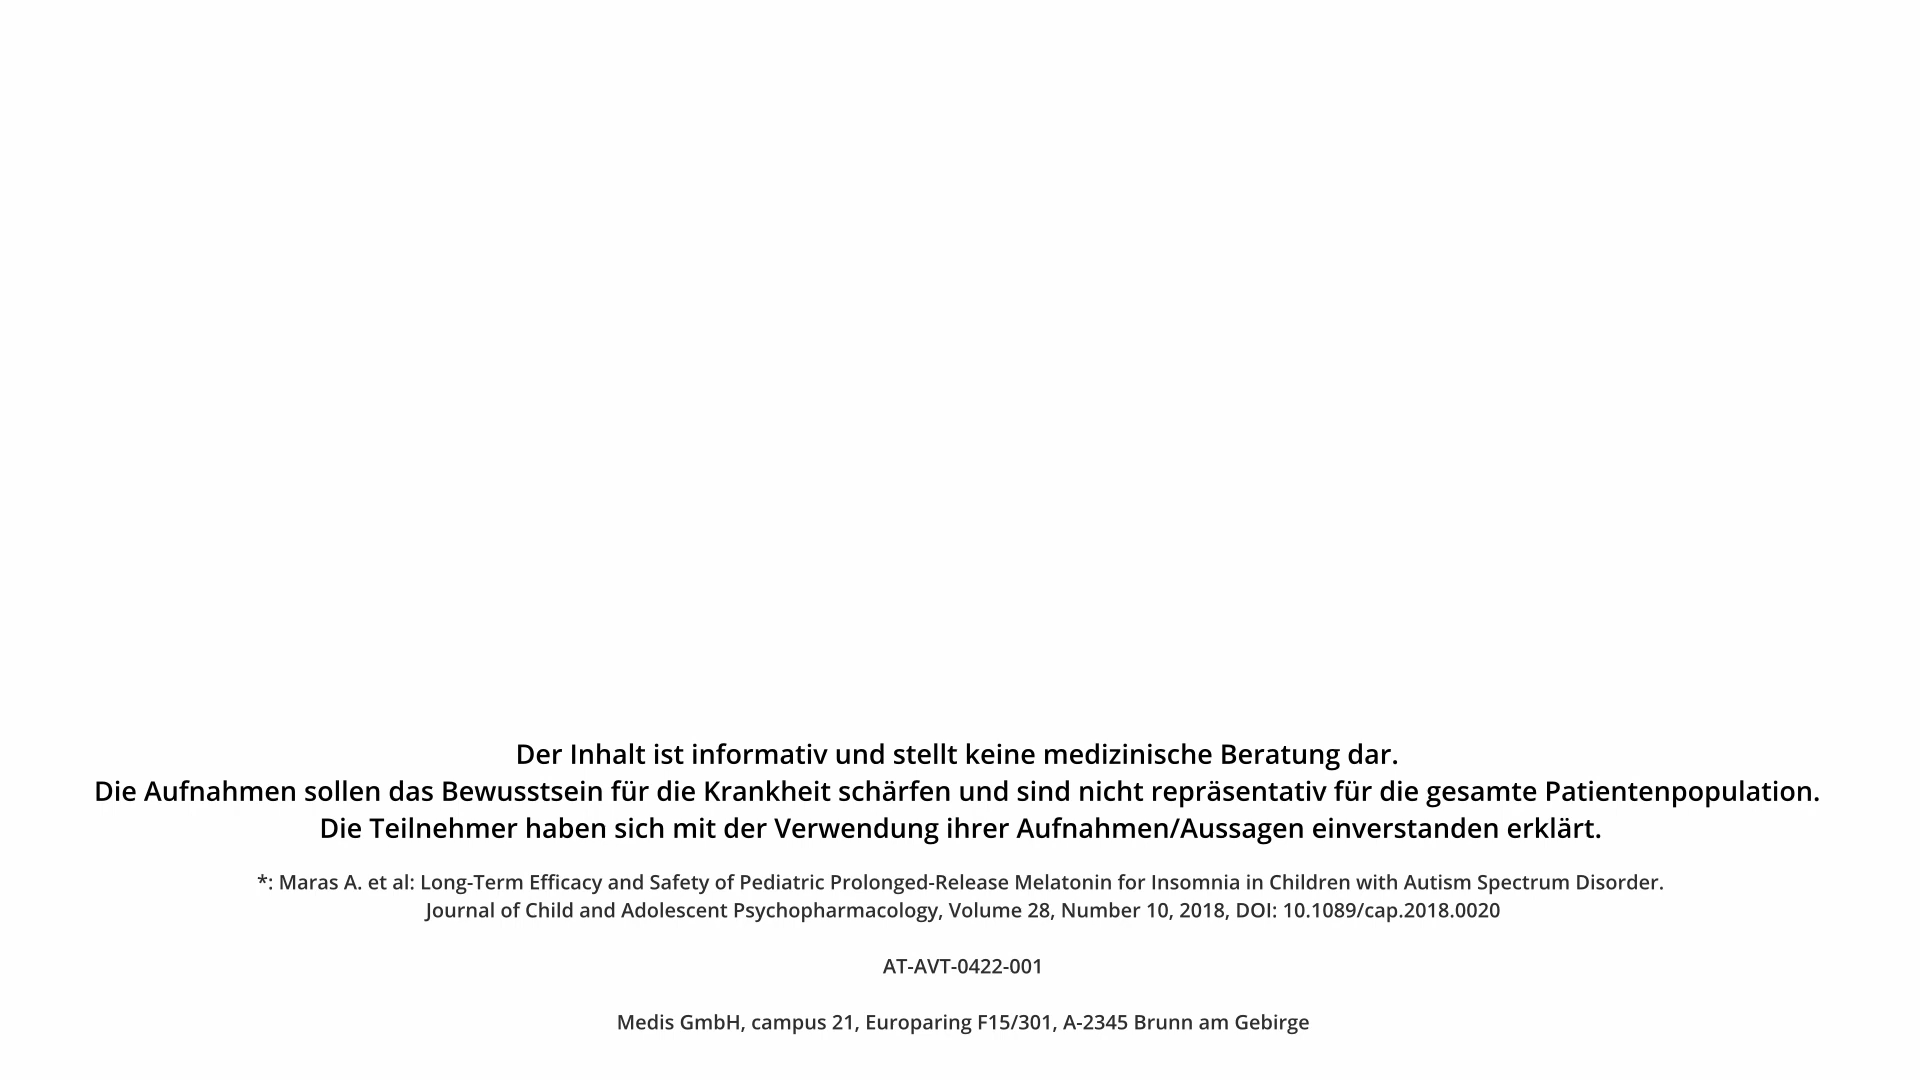 Der Inhalt ist informativ und stellt keine medizinische Beratung dar.
Die Aufnahmen sollen das Bewusstsein für die Krankheit schärfen und sind nicht repräsentativ für die gesamte Patientenpopulation.
Die Teilnehmer haben sich mit der Verwendung ihrer Aufnahmen/Aussagen einverstanden erklärt.
*: Maras A. et al: Long-Term Efficacy and Safety of Pediatric Prolonged-Release Melatonin for Insomnia in Children with Autism Spectrum Disorder.
Journal of Child and Adolescent Psychopharmacology, Volume 28, Number 10, 2018, DOI: 10.1089/cap.2018.0020
AT-AVT-0422-001
Medis GmbH, campus 21, Europaring F15/301, A-2345 Brunn am Gebirge